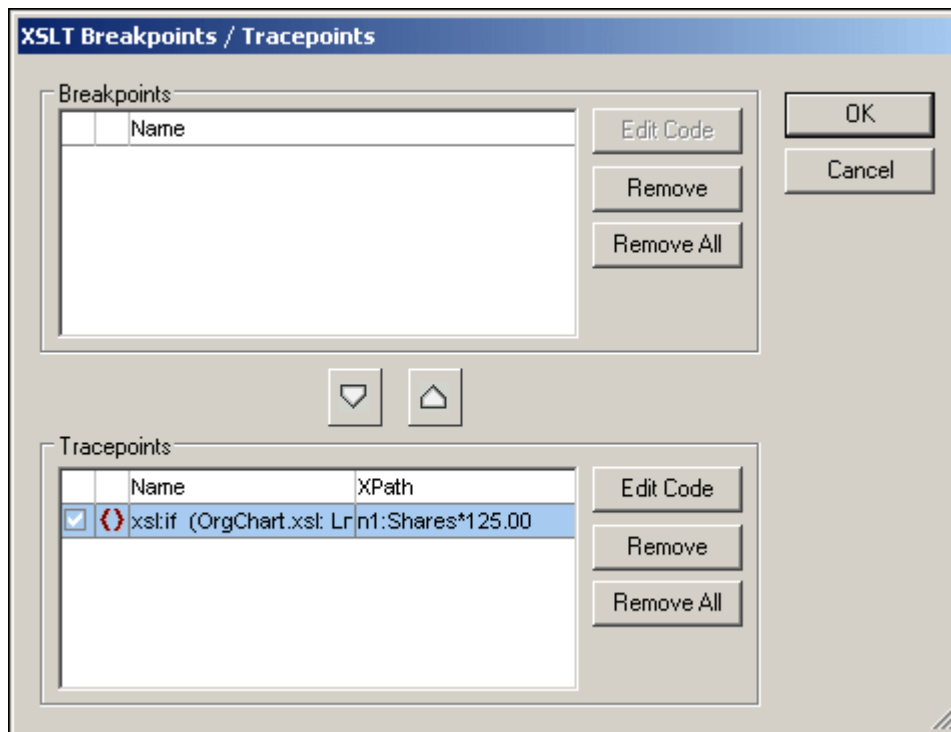 XSLT Breakpoints / Tracepoints
Breakpoints
Name
Edit Code
Remove
Remove All
OK
Cancel
Tracepoints
Name XPath
xsl:if (OrgChart.xsl: Ln n1:Shares*125.00
Edit Code
Remove
Remove All